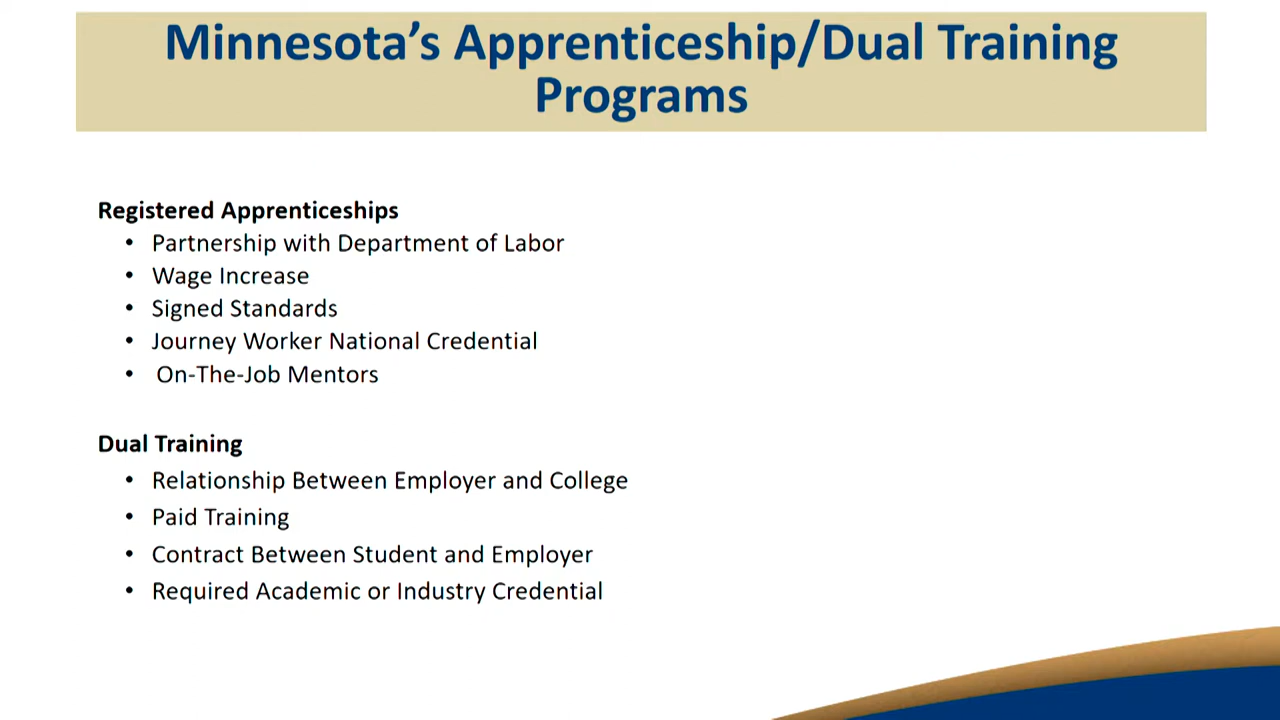 Minnesota’s Apprenticeship/Dual Training
Programs
Registered Apprenticeships
• Partnership with Department of Labor
• Wage Increase
• Signed Standards
• Journey Worker National Credential
• On-The-Job Mentors
Dual Training
• Relationship Between Employer and College
• Paid Training
• Contract Between Student and Employer
• Required Academic or Industry Credential